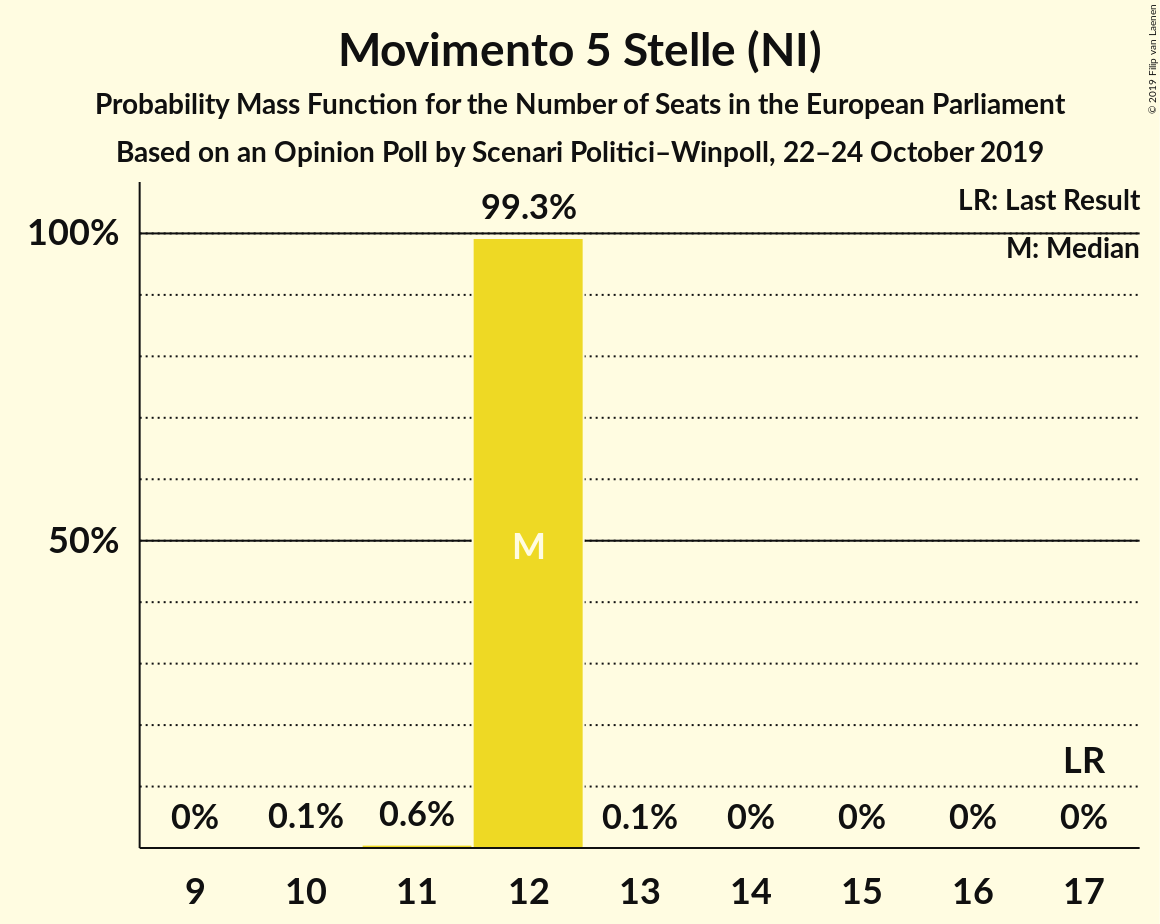 Movimento 5 Stelle (NI)
Probability Mass Function for the Number of Seats in the European Parliament
Based on an Opinion Poll by Scenari Politici–Winpoll, 22–24 October 2019
© 2019 Filip van Laenen
LR: Last Result
M: Median
99.3%
100%
50%
M
LR
0% 0.1% 0.6% 0.1% 0% 0% 0% 0%
9 10 11 12 13 14 15 16 17